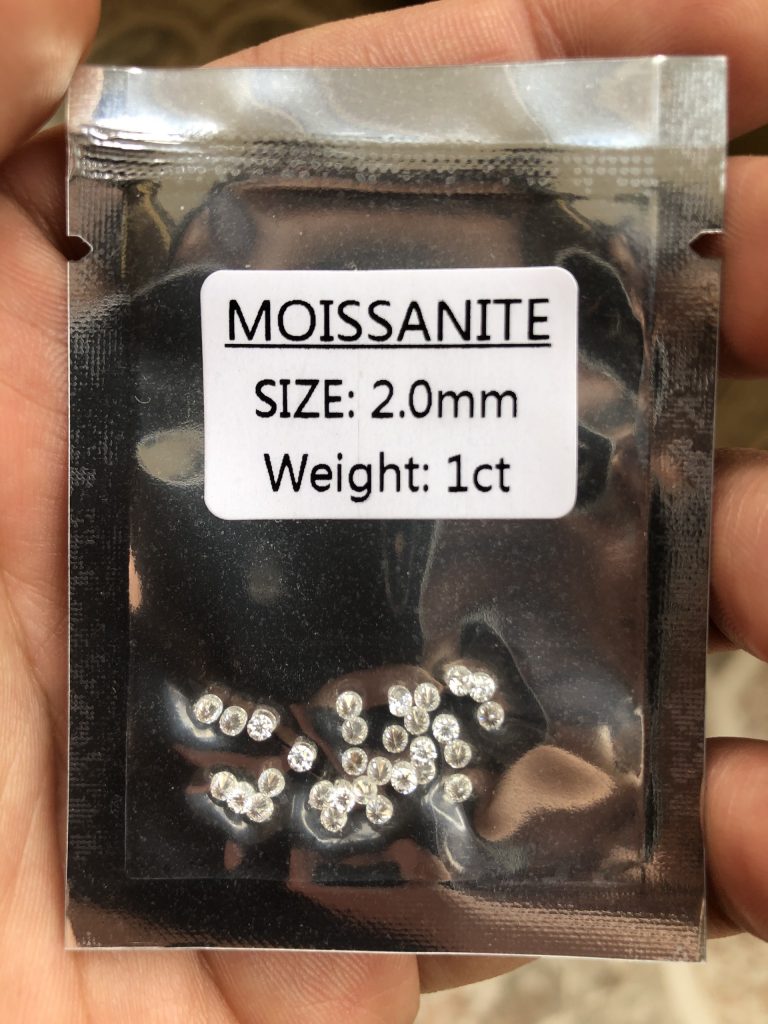 MOISSANITE
SIZE: 2.0mm
Weight: 1ct